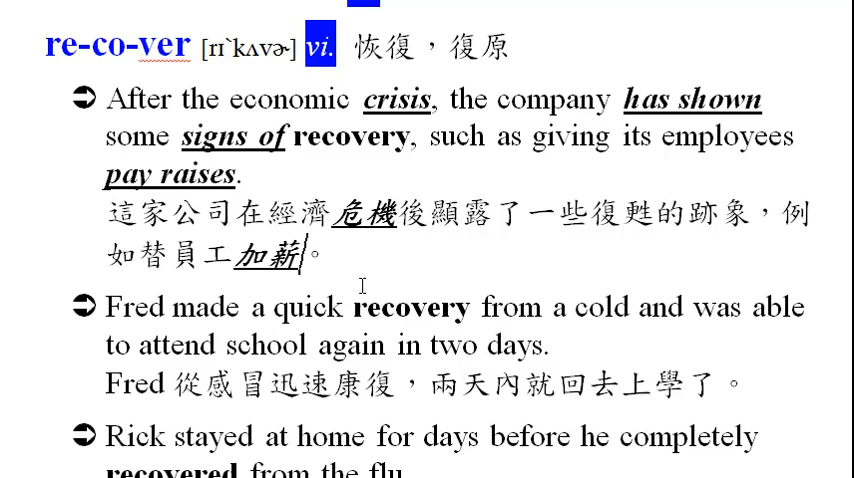 re-co-ver [rɪˋkʌvɚ] vi. 恢復，復原
➲ After the economic crisis, the company has shown
some signs of recovery, such as giving its employees
pay raises.
這家公司在經濟危機後顯露了一些復甦的跡象，例
如替員工加薪。
➲ Fred made a quick recovery from a cold and was able
to attend school again in two days.
Fred 從感冒迅速康復，兩天內就回去上學了。
➲ Rick stayed at home for days before he completely
recovered from the flu.